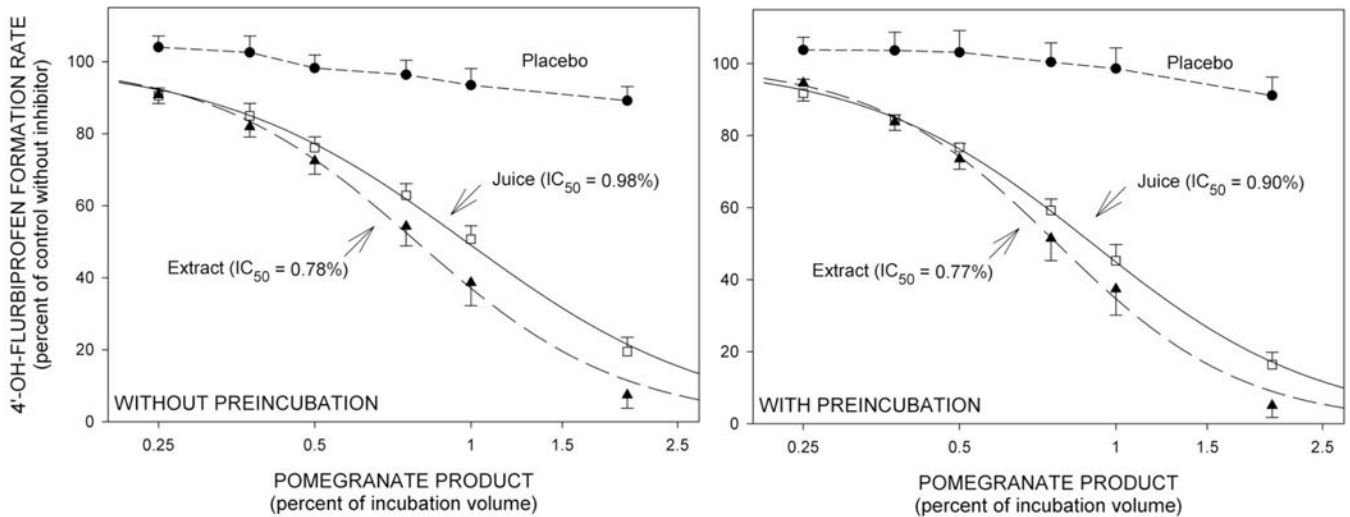 4'-OH-FLURBIPROFEN FORMATION RATE
(percent of control without inhibitor)
100
80
60
40
20
0
Placebo
Juice (IC50 = 0.98%)
Extract (IC50 = 0.78%)
WITHOUT PREINCUBATION
0.25
0.5
1
1.5
2.5
POMEGRANATE PRODUCT
(percent of incubation volume)
100
80
60
40
20
0
Placebo
Juice (IC50 = 0.90%)
Extract (IC50 = 0.77%)
WITH PREINCUBATION
0.25
0.5
1
1.5
2.5
POMEGRANATE PRODUCT
(percent of incubation volume)